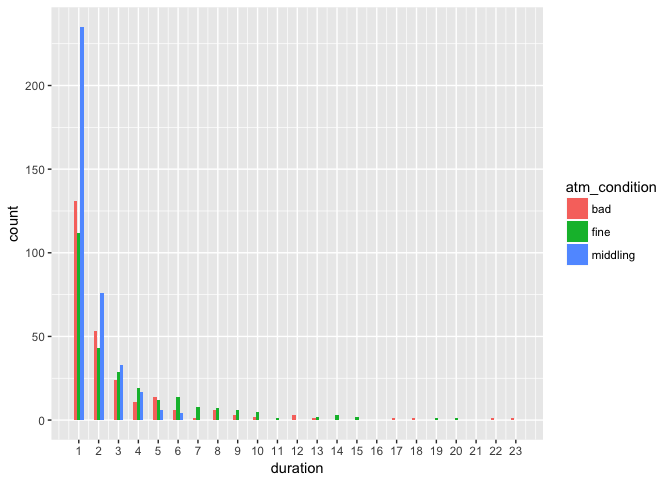 count
200
150
100
50
0
1 2 3 4 5 6 7 8 9 10 11 12 13 14 15 16 17 18 19 20 21 22 23
duration
atm_condition
bad
fine
middling